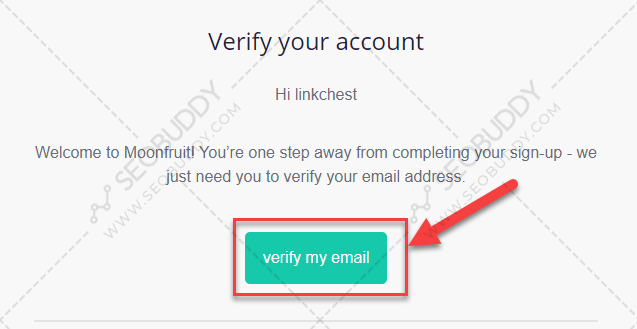 Verify your account
Hi linkchest
Welcome to Moonfruit! You’re one step away from completing your sign-up - we
just need you to verify your email address.
verify my email
SEOBUDDY
WWW.SEOBUDDY.COM
SEOBUDDY
WWW.SEOBUDDY.COM